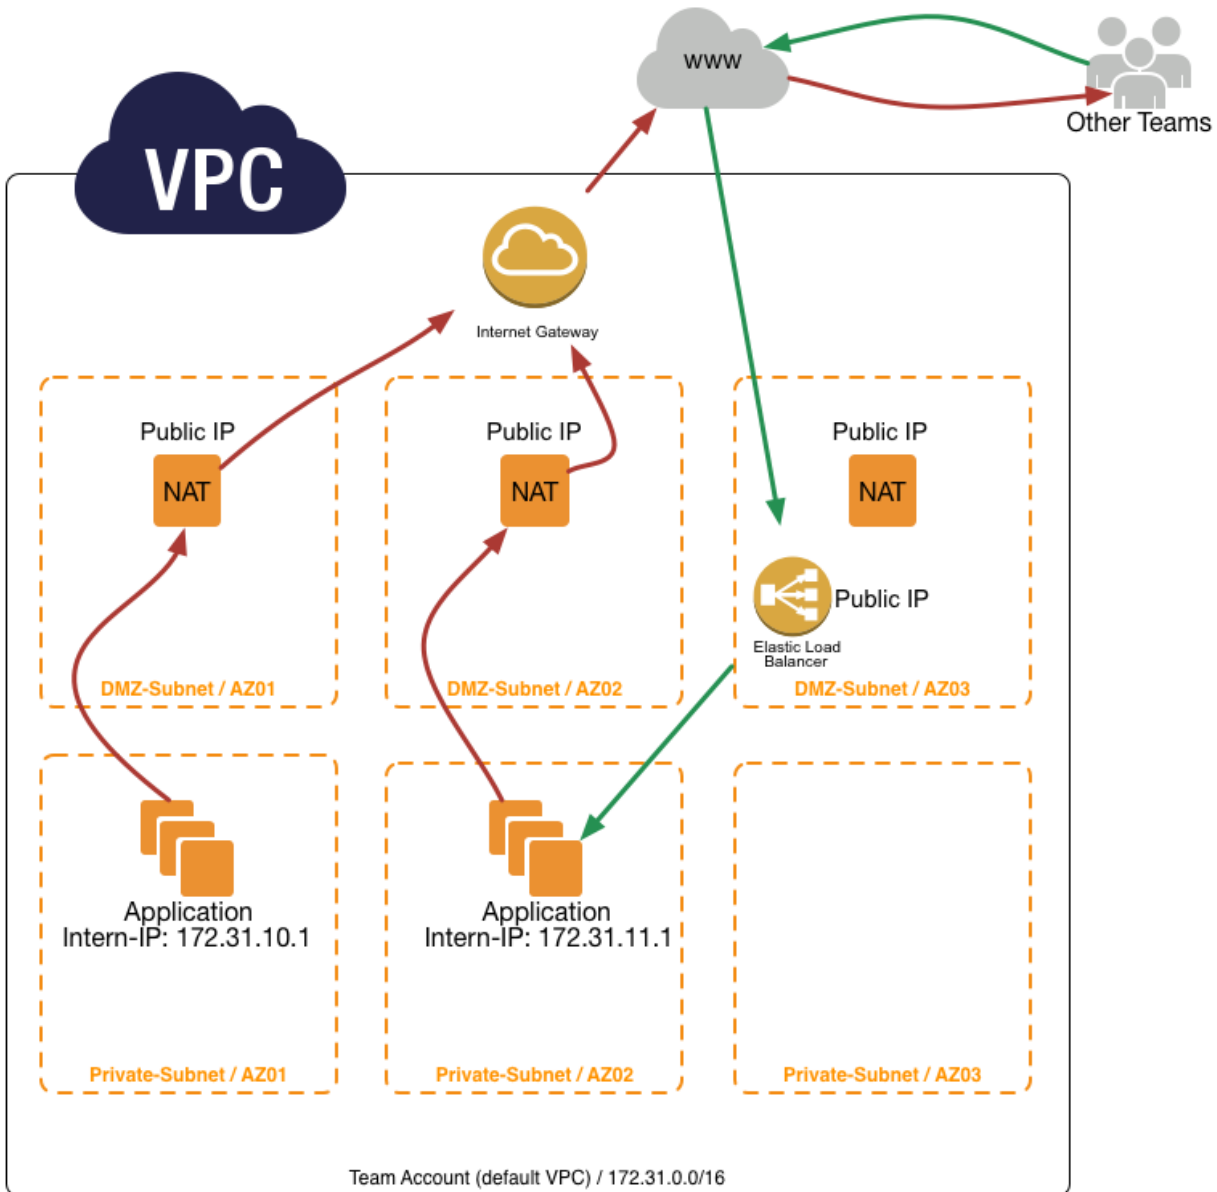 www
Other Teams
VPC
Internet Gateway
Public IP
NAT
Public IP
NAT
Public IP
NAT
Public IP
Elastic Load
Balancer
DMZ-Subnet / AZ01
DMZ-Subnet / AZ02
DMZ-Subnet / AZ03
Application
Intern-IP: 172.31.10.1
Application
Intern-IP: 172.31.11.1
Private-Subnet / AZ01
Private-Subnet / AZ02
Private-Subnet / AZ03
Team Account (default VPC) / 172.31.0.0/16